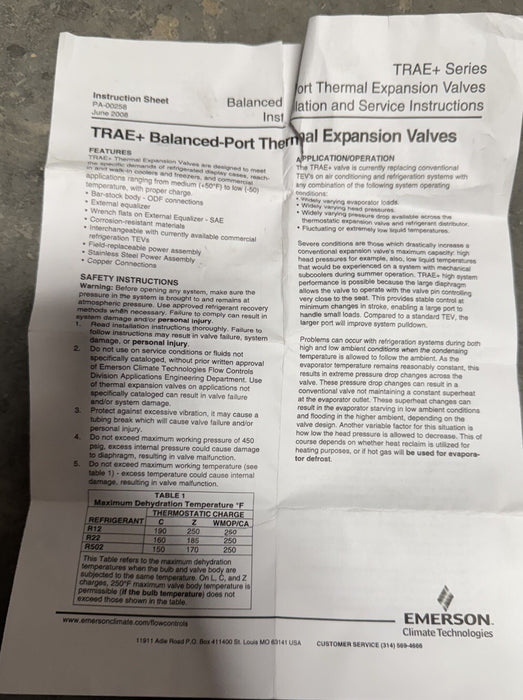 Instruction Sheet
PA-00258
June 2008
TRAE+ Series
Balanced Port Thermal Expansion Valves
Installation and Service Instructions
TRAE+ Balanced-Port Thermal Expansion Valves
FEATURES
TRAE+ Thermal Expansion Valves are designed to meet
the specific demands of refrigerated display cases, reach-
in and walk-in coolers and freezers, and commercial
applications ranging from medium (+50°F) to low (-50)
temperature, with proper charge.
• Bar-stock body - ODF connections
• External equalizer
• Wrench flats on External Equalizer - SAE
• Corrosion-resistant materials
• Interchangeable with currently available commercial
refrigeration TEVs
• Field-replaceable power assembly
• Stainless Steel Power Assembly
• Copper Connections
SAFETY INSTRUCTIONS
Warning: Before opening any system, make sure the
pressure in the system is brought to and remains at
atmospheric pressure. Use approved refrigerant recovery
methods when necessary. Failure to comply can result in
system damage and/or personal injury.
1. Read installation instructions thoroughly. Failure to
follow instructions may result in valve failure, system
damage, or personal injury.
2. Do not use on service conditions or fluids not
specifically cataloged, without prior written approval
of Emerson Climate Technologies Flow Controls
Division Applications Engineering Department. Use
of thermal expansion valves on applications not
specifically cataloged can result in valve failure
and/or system damage.
3. Protect against excessive vibration, it may cause a
tubing break which will cause valve failure and/or
personal injury.
4. Do not exceed maximum working pressure of 450
psig, excess internal pressure could cause damage
to diaphragm, resulting in valve malfunction.
5. Do not exceed maximum working temperature (see
table 1) - excess temperature could cause internal
damage, resulting in valve malfunction.
TABLE 1
Maximum Dehydration Temperature °F
THERMOSTATIC CHARGE
REFRIGERANT C Z WMOP/CA
R12 190 250 250
R22 160 185 250
R502 150 170 250
This Table refers to the maximum dehydration
temperatures when the bulb and valve body are
subjected to the same temperature. On L, C, and Z
charges, 250°F maximum valve body temperature is
permissible (if the bulb temperature) does not
exceed those shown in the table.
APPLICATION/OPERATION
The TRAE+ valve is currently replacing conventional
TEV's on air conditioning and refrigeration systems with
any combination of the following system operating
conditions:
• Widely varying evaporator loads.
• Widely varying head pressures.
• Widely varying pressure drop available across the
thermostatic expansion valve and refrigerant distributor.
• Fluctuating or extremely low liquid temperatures.
Severe conditions are those which drastically increase a
conventional expansion valve's maximum capacity, high
head pressures for example, also, low liquid temperatures
that would be experienced on a system with mechanical
subcoolers during summer operation. TRAE+ high system
performance is possible because the large diaphragm
allows the valve to operate with the valve pin controlling
very close to the seat. This provides stable control at
minimum changes in stroke, enabling a large port to
handle small loads. Compared to a standard TEV, the
larger port will improve system pulldown.
Problems can occur with refrigeration systems during both
high and low ambient conditions when the condensing
temperature is allowed to follow the ambient. As the
evaporator temperature remains reasonably constant, this
results in extreme pressure drop changes across the
valve. These pressure drop changes can result in a
conventional valve not maintaining a constant superheat
at the evaporator outlet. These superheat changes can
result in the evaporator starving in low ambient conditions
and flooding in the higher ambient, depending on the
valve design. Another variable factor for this situation is
how low the head pressure is allowed to decrease. This of
course depends on whether heat reclaim is utilized for
heating purposes, or if hot gas will be used for evapora-
tor defrost.
www.emersonclimate.com/flowcontrols
EMERSON.
Climate Technologies
11911 Adie Road P.O. Box 411400 St. Louis MO 63141 USA CUSTOMER SERVICE (314) 569-4666